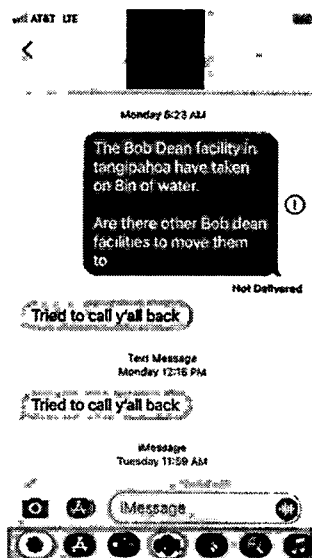 AT&T LTE
Monday 8:23 AM
The Bob Dean facility in
tangipahoa have taken
on 8in of water.
Are there other Bob dean
facilities to move them
to
Not Delivered
Tried to call y'all back
Text Message
Monday 12:15 PM
Tried to call y'all back
iMessage
Tuesday 11:59 AM
iMessage